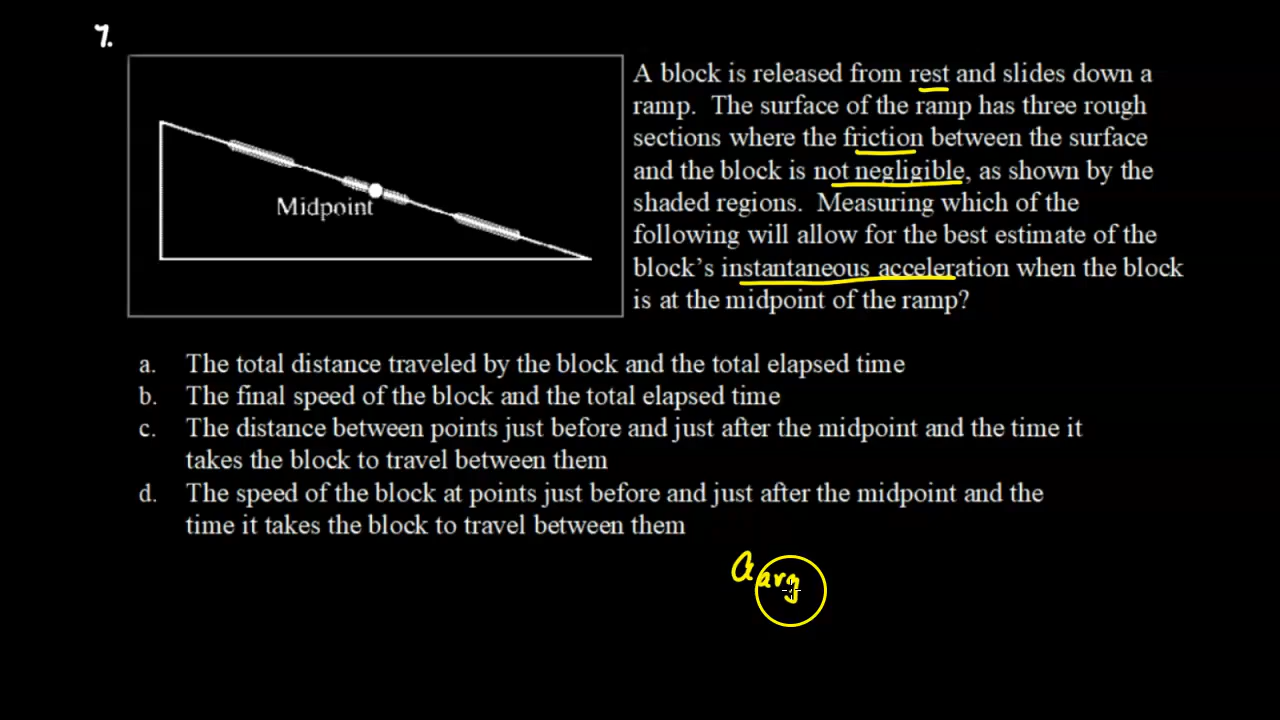 7.
A block is released from rest and slides down a
ramp. The surface of the ramp has three rough
sections where the friction between the surface
and the block is not negligible, as shown by the
shaded regions. Measuring which of the
following will allow for the best estimate of the
block’s instantaneous acceleration when the block
is at the midpoint of the ramp?
Midpoint
a. The total distance traveled by the block and the total elapsed time
b. The final speed of the block and the total elapsed time
c. The distance between points just before and just after the midpoint and the time it
takes the block to travel between them
d. The speed of the block at points just before and just after the midpoint and the
time it takes the block to travel between them
a avg